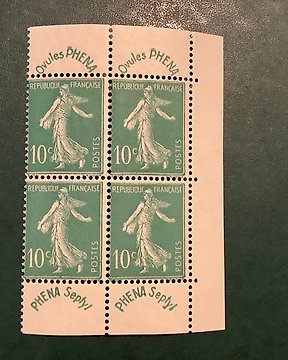 Ovules PHENA Ovules PHENA
REPUBLIQUE FRANÇAISE REPUBLIQUE FRANÇAISE
10c POSTES 10c POSTES
REPUBLIQUE FRANÇAISE REPUBLIQUE FRANÇAISE
10c POSTES 10c POSTES
PHENA Septyl PHENA Septyl